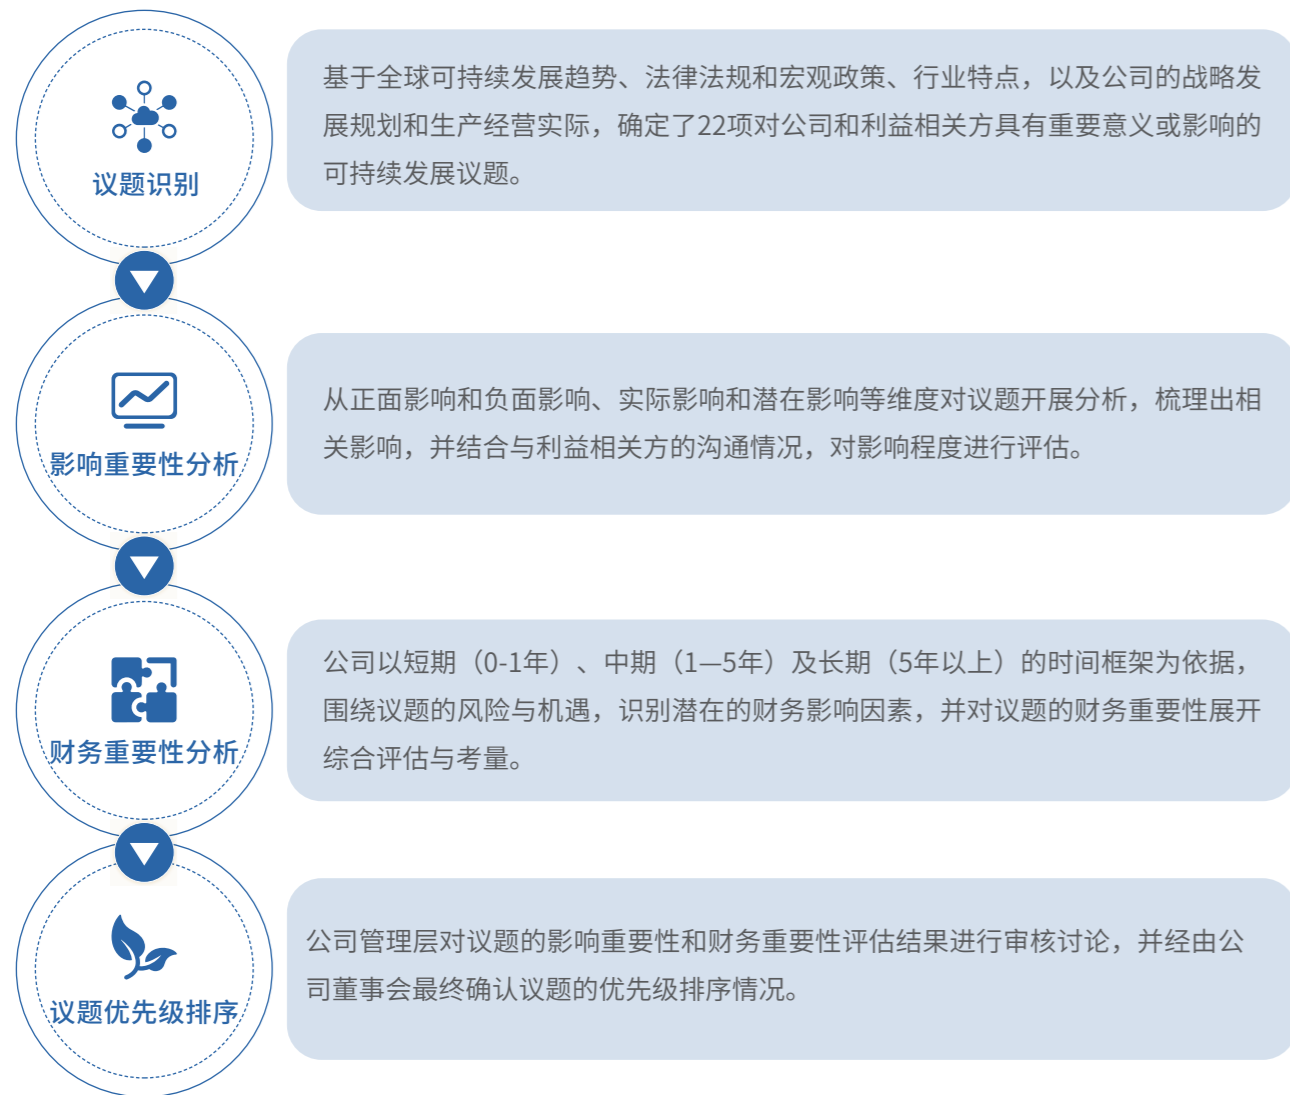 议题识别
基于全球可持续发展趋势、法律法规和宏观政策、行业特点，以及公司的战略发
展规划和生产经营实际，确定了22项对公司和利益相关方具有重要意义或影响的
可持续发展议题。
影响重要性分析
从正面影响和负面影响、实际影响和潜在影响等维度对议题开展分析，梳理出相
关影响，并结合与利益相关方的沟通情况，对影响程度进行评估。
财务重要性分析
公司以短期（0-1年）、中期（1—5年）及长期（5年以上）的时间框架为依据，
围绕议题的风险与机遇，识别潜在的财务影响因素，并对议题的财务重要性展开
综合评估与考量。
议题优先级排序
公司管理层对议题的影响重要性和财务重要性评估结果进行审核讨论，并经由公
司董事会最终确认议题的优先级排序情况。